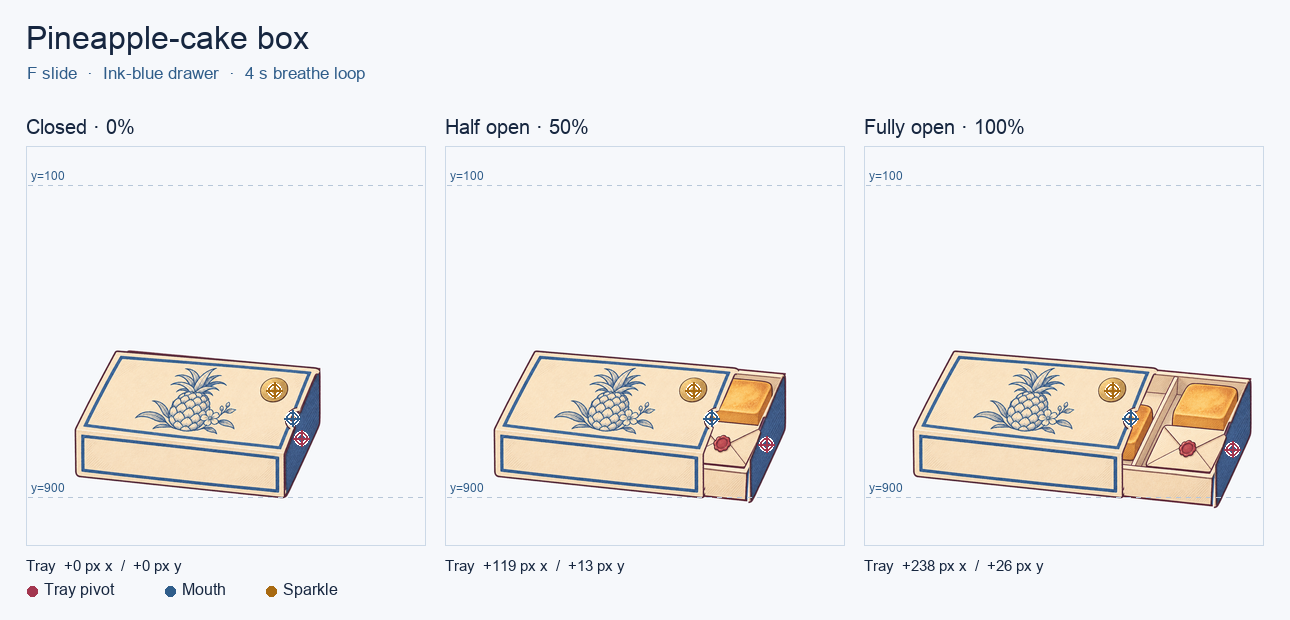 Pineapple-cake box
F slide · Ink-blue drawer · 4 s breathe loop
Closed · 0%
Half open · 50%
Fully open · 100%
y=100
y=100
y=100
y=900
y=900
y=900
Tray +0 px x / +0 px y
Tray +119 px x / +13 px y
Tray +238 px x / +26 px y
Tray pivot
Mouth
Sparkle